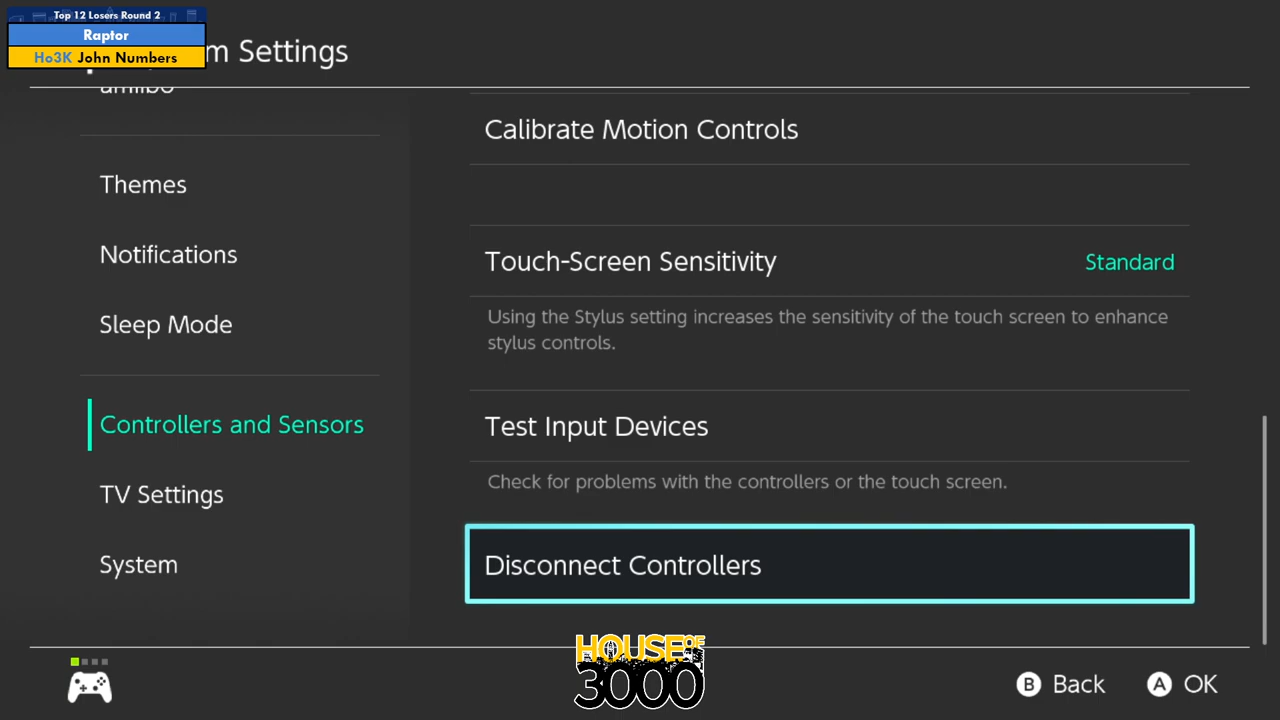 Top 12 Losers Round 2
Raptor
Ho3K John Numbers
m Settings
amiibo
Themes
Notifications
Sleep Mode
Controllers and Sensors
TV Settings
System
Calibrate Motion Controls
Touch-Screen Sensitivity Standard
Using the Stylus setting increases the sensitivity of the touch screen to enhance
stylus controls.
Test Input Devices
Check for problems with the controllers or the touch screen.
Disconnect Controllers
HOUSE OF
3000
B Back A OK